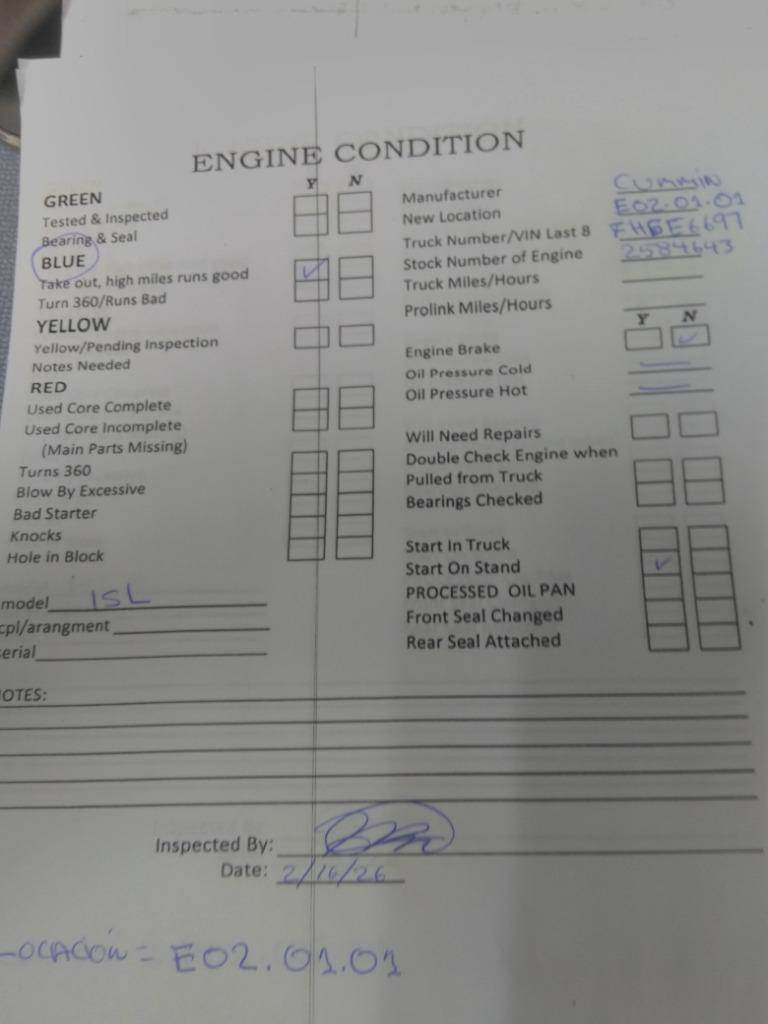 ENGINE CONDITION
Y N
GREEN
Tested & Inspected
Bearing & Seal
BLUE
Take out, high miles runs good ✓
Turn 360/Runs Bad
YELLOW
Yellow/Pending Inspection
Notes Needed
RED
Used Core Complete
Used Core Incomplete
(Main Parts Missing)
Turns 360
Blow By Excessive
Bad Starter
Knocks
Hole in Block
model ISL
cpl/arangment
erial
Manufacturer CUMMIN
New Location E02.01.01
Truck Number/VIN Last 8 FHGE6697
Stock Number of Engine 2584643
Truck Miles/Hours
Prolink Miles/Hours
Y N
Engine Brake ✓
Oil Pressure Cold —
Oil Pressure Hot —
Will Need Repairs
Double Check Engine when
Pulled from Truck
Bearings Checked
Start In Truck
Start On Stand ✓
PROCESSED OIL PAN
Front Seal Changed
Rear Seal Attached
OTES:
Inspected By:
Date: 2/16/26
LOCACIÓN = E02.01.01